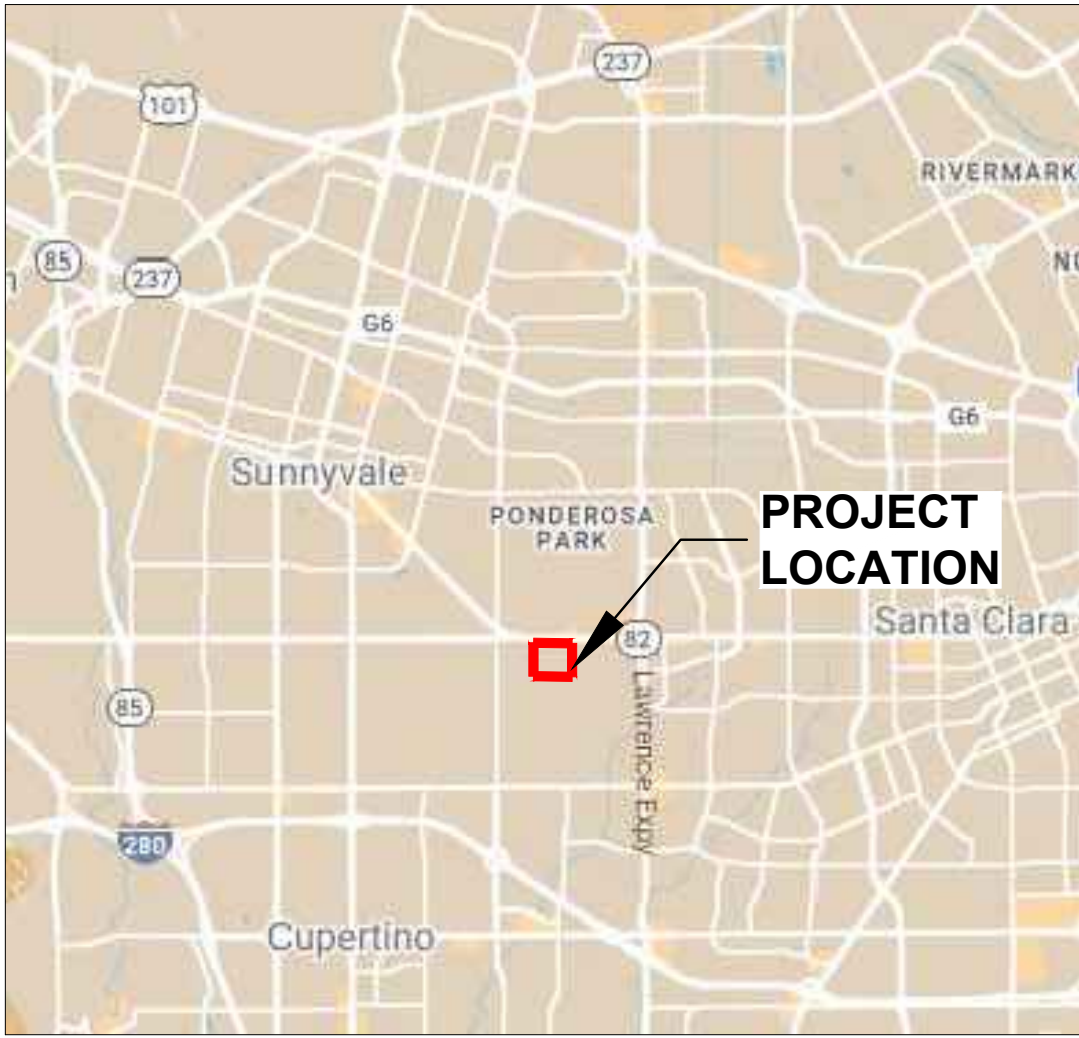 237
101
RIVERMARK
85
237
G6
G6
Sunnyvale
PONDEROSA
PARK
PROJECT
LOCATION
Santa Clara
82
Lawrence Expy
85
280
Cupertino